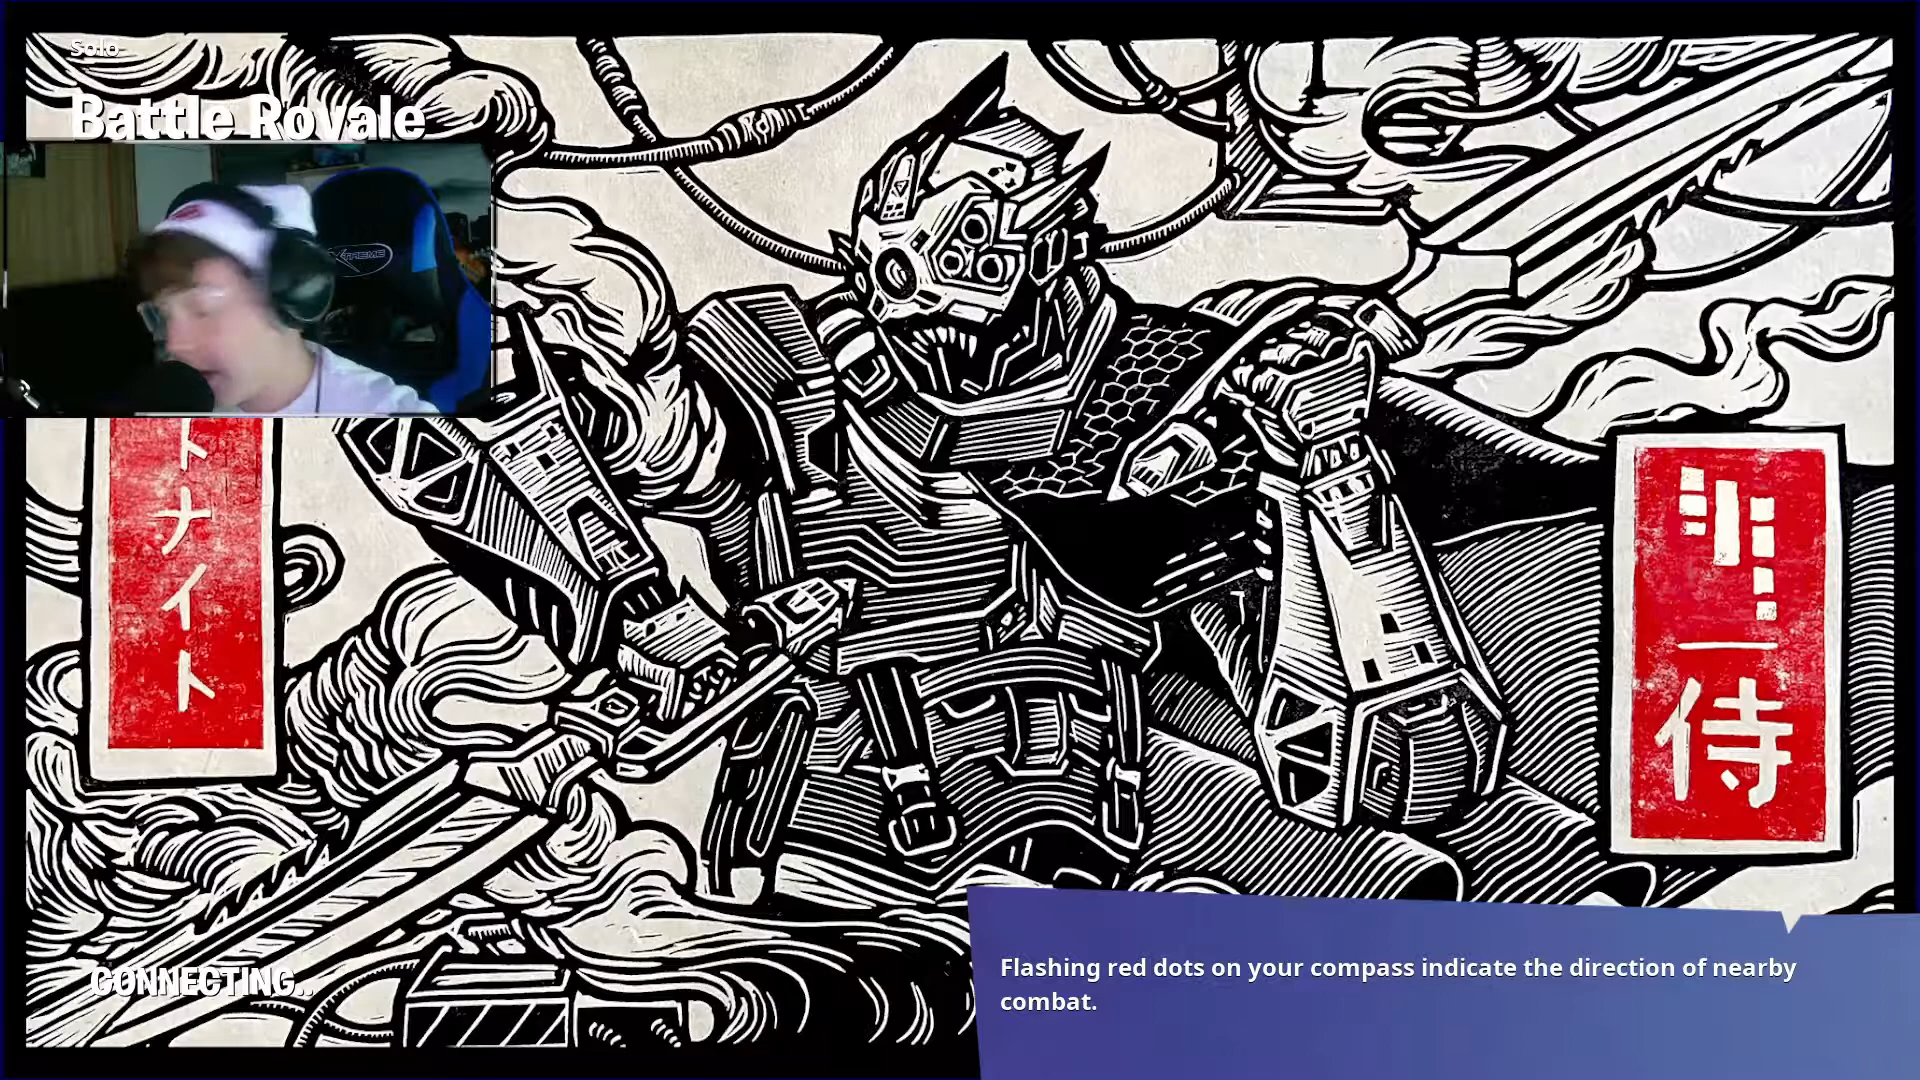 Solo
Battle Royale
XTREME
トナイト
侍
CONNECTING..
Flashing red dots on your compass indicate the direction of nearby
combat.